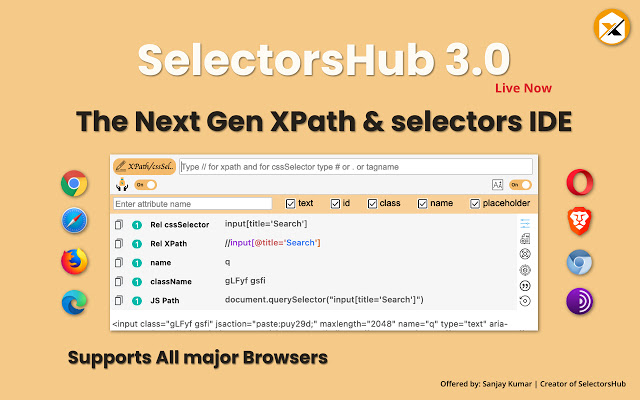 SelectorsHub 3.0
Live Now
The Next Gen XPath & selectors IDE
XPath/cssSel..
Type // for xpath and for cssSelector type # or . or tagname
On
On
Enter attribute name
text
id
class
name
placeholder
1 Rel cssSelector input[title='Search']
1 Rel XPath //input[@title='Search']
1 name q
1 className gLFyf gsfi
1 JS Path document.querySelector("input[title='Search']")
<input class="gLFyf gsfi" jsaction="paste:puy29d;" maxlength="2048" name="q" type="text" aria-
Supports All major Browsers
Offered by: Sanjay Kumar | Creator of SelectorsHub